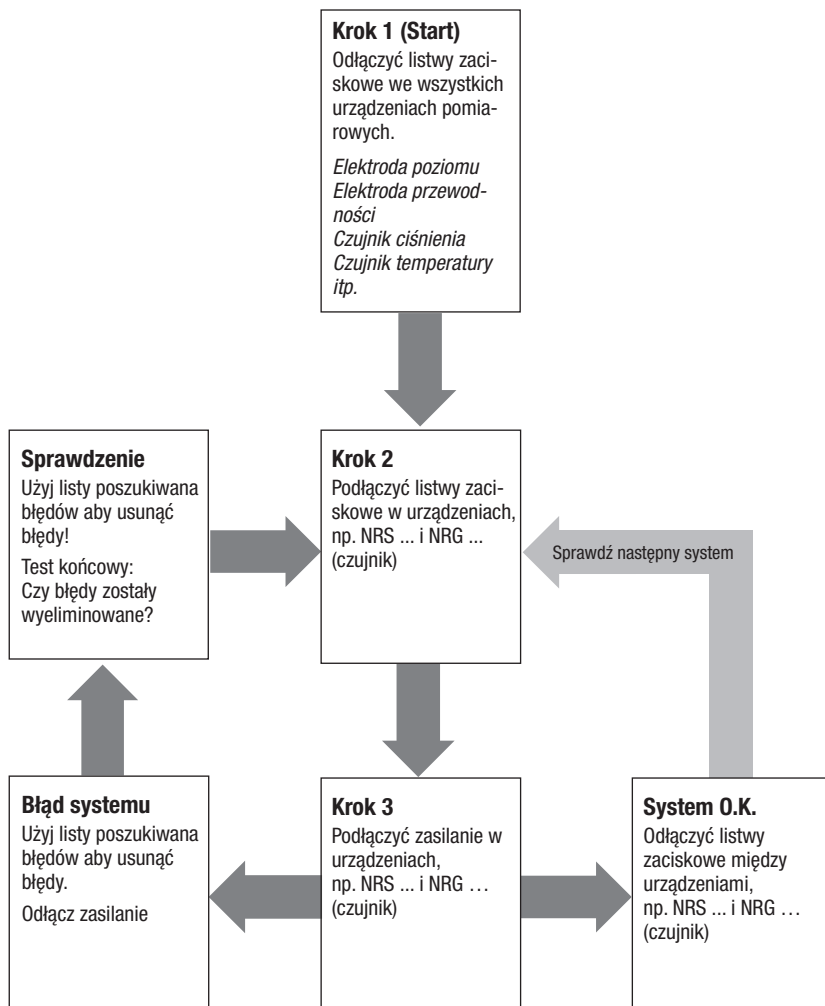 Krok 1 (Start)
Odłączyć listwy zaci-
skowe we wszystkich
urządzeniach pomia-
rowych.
Elektroda poziomu
Elektroda przewod-
ności
Czujnik ciśnienia
Czujnik temperatury
itp.
Sprawdzenie
Użyj listy poszukiwana
błędów aby usunąć
błędy!
Test końcowy:
Czy błędy zostały
wyeliminowane?
Krok 2
Podłączyć listwy zaci-
skowe w urządzeniach,
np. NRS ... i NRG ...
(czujnik)
Sprawdź następny system
Błąd systemu
Użyj listy poszukiwana
błędów aby usunąć
błędy.
Odłącz zasilanie
Krok 3
Podłączyć zasilanie w
urządzeniach,
np. NRS ... i NRG …
(czujnik)
System O.K.
Odłączyć listwy
zaciskowe między
urządzeniami,
np. NRS ... i NRG …
(czujnik)